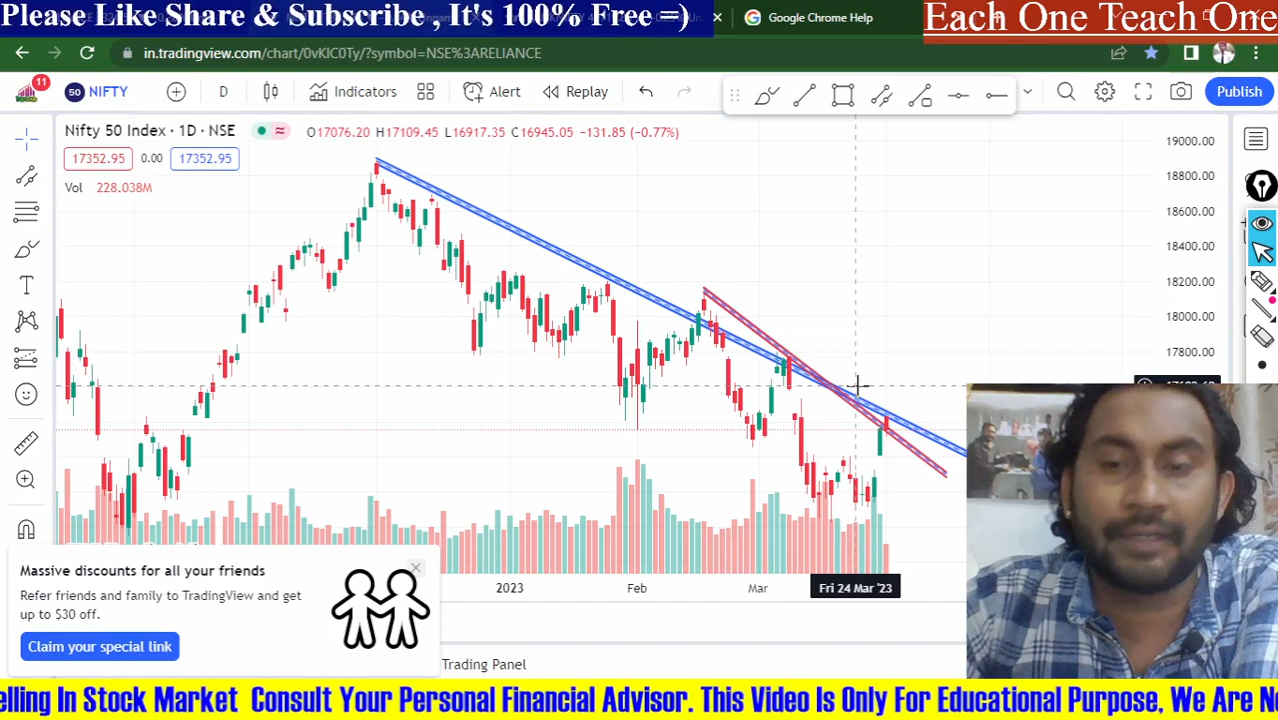 Please Like Share & Subscribe , It's 100% Free =)
Google Chrome Help
Each One Teach One
in.tradingview.com/chart/0vKIC0Ty/?symbol=NSE%3ARELIANCE
11
50 NIFTY
D
Indicators
Alert
Replay
Publish
Nifty 50 Index · 1D · NSE
O17076.20 H17109.45 L16917.35 C16945.05 −131.85 (−0.77%)
17352.95 0.00 17352.95
Vol 228.038M
19000.00
18800.00
18600.00
18400.00
18200.00
18000.00
17800.00
2023
Feb
Mar
Fri 24 Mar '23
Massive discounts for all your friends
Refer friends and family to TradingView and get
up to $30 off.
Claim your special link
Trading Panel
elling In Stock Market Consult Your Personal Financial Advisor. This Video Is Only For Educational Purpose, We Are No